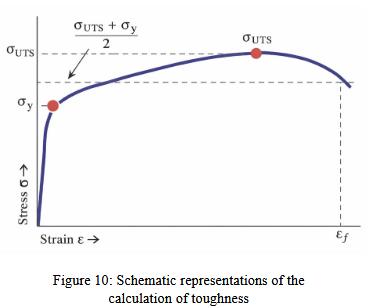 σUTS + σy
2
σUTS
σUTS
σy
Stress σ →
Strain ε →
εf
Figure 10: Schematic representations of the
calculation of toughness